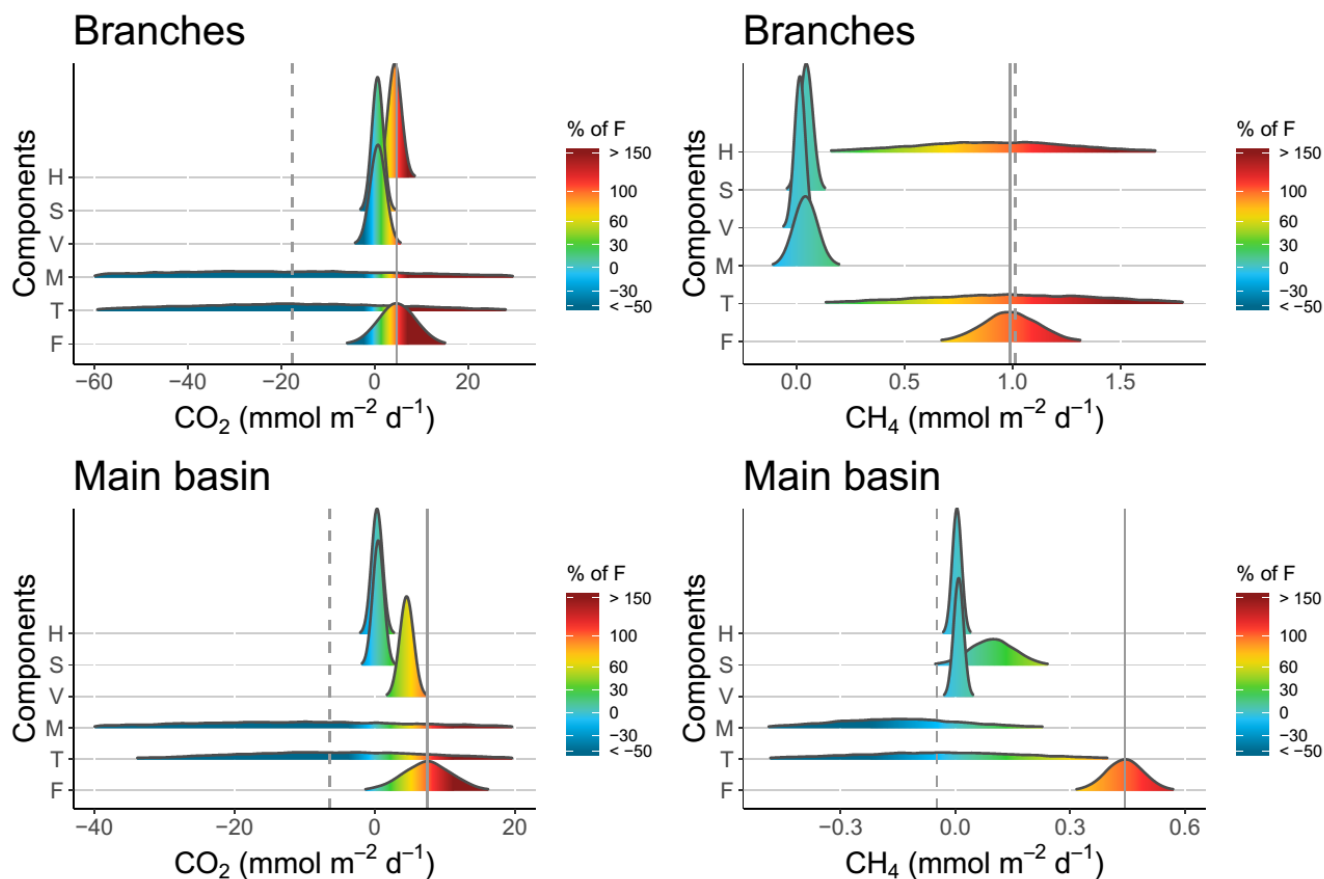 Branches
Components
H
S
V
M
T
F
−60
−40
−20
0
20
CO₂ (mmol m⁻² d⁻¹)
% of F
> 150
100
60
30
0
−30
< −50
Branches
Components
H
S
V
M
T
F
0.0
0.5
1.0
1.5
CH₄ (mmol m⁻² d⁻¹)
% of F
> 150
100
60
30
0
−30
< −50
Main basin
Components
H
S
V
M
T
F
−40
−20
0
20
CO₂ (mmol m⁻² d⁻¹)
% of F
> 150
100
60
30
0
−30
< −50
Main basin
Components
H
S
V
M
T
F
−0.3
0.0
0.3
0.6
CH₄ (mmol m⁻² d⁻¹)
% of F
> 150
100
60
30
0
−30
< −50